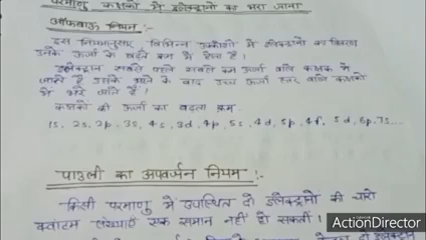 परमाणु कक्षकों में इलेक्ट्रॉनों का भरा जाना
ऑफबाऊ नियम :-
इस नियमानुसार, विभिन्न उपकोशों में इलेक्ट्रॉनों का वितरण
उनके ऊर्जा के बढ़ते क्रम में होता है।
इलेक्ट्रॉन सबसे पहले सबसे कम ऊर्जा वाले कक्षक में
जाते हैं उसके भरने के बाद उच्च ऊर्जा स्तर वाले कक्षकों
में भरे जाते हैं।
कक्षकों की ऊर्जा का बढ़ता क्रम
1s, 2s, 2p, 3s, 4s, 3d, 4p, 5s, 4d, 5p, 4f, 5d, 6p, 7s...
पाउली का अपवर्जन नियम :-
किसी परमाणु में उपस्थित दो इलेक्ट्रॉनों की चारों
क्वांटम संख्याएँ एक समान नहीं हो सकती।
ActionDirector